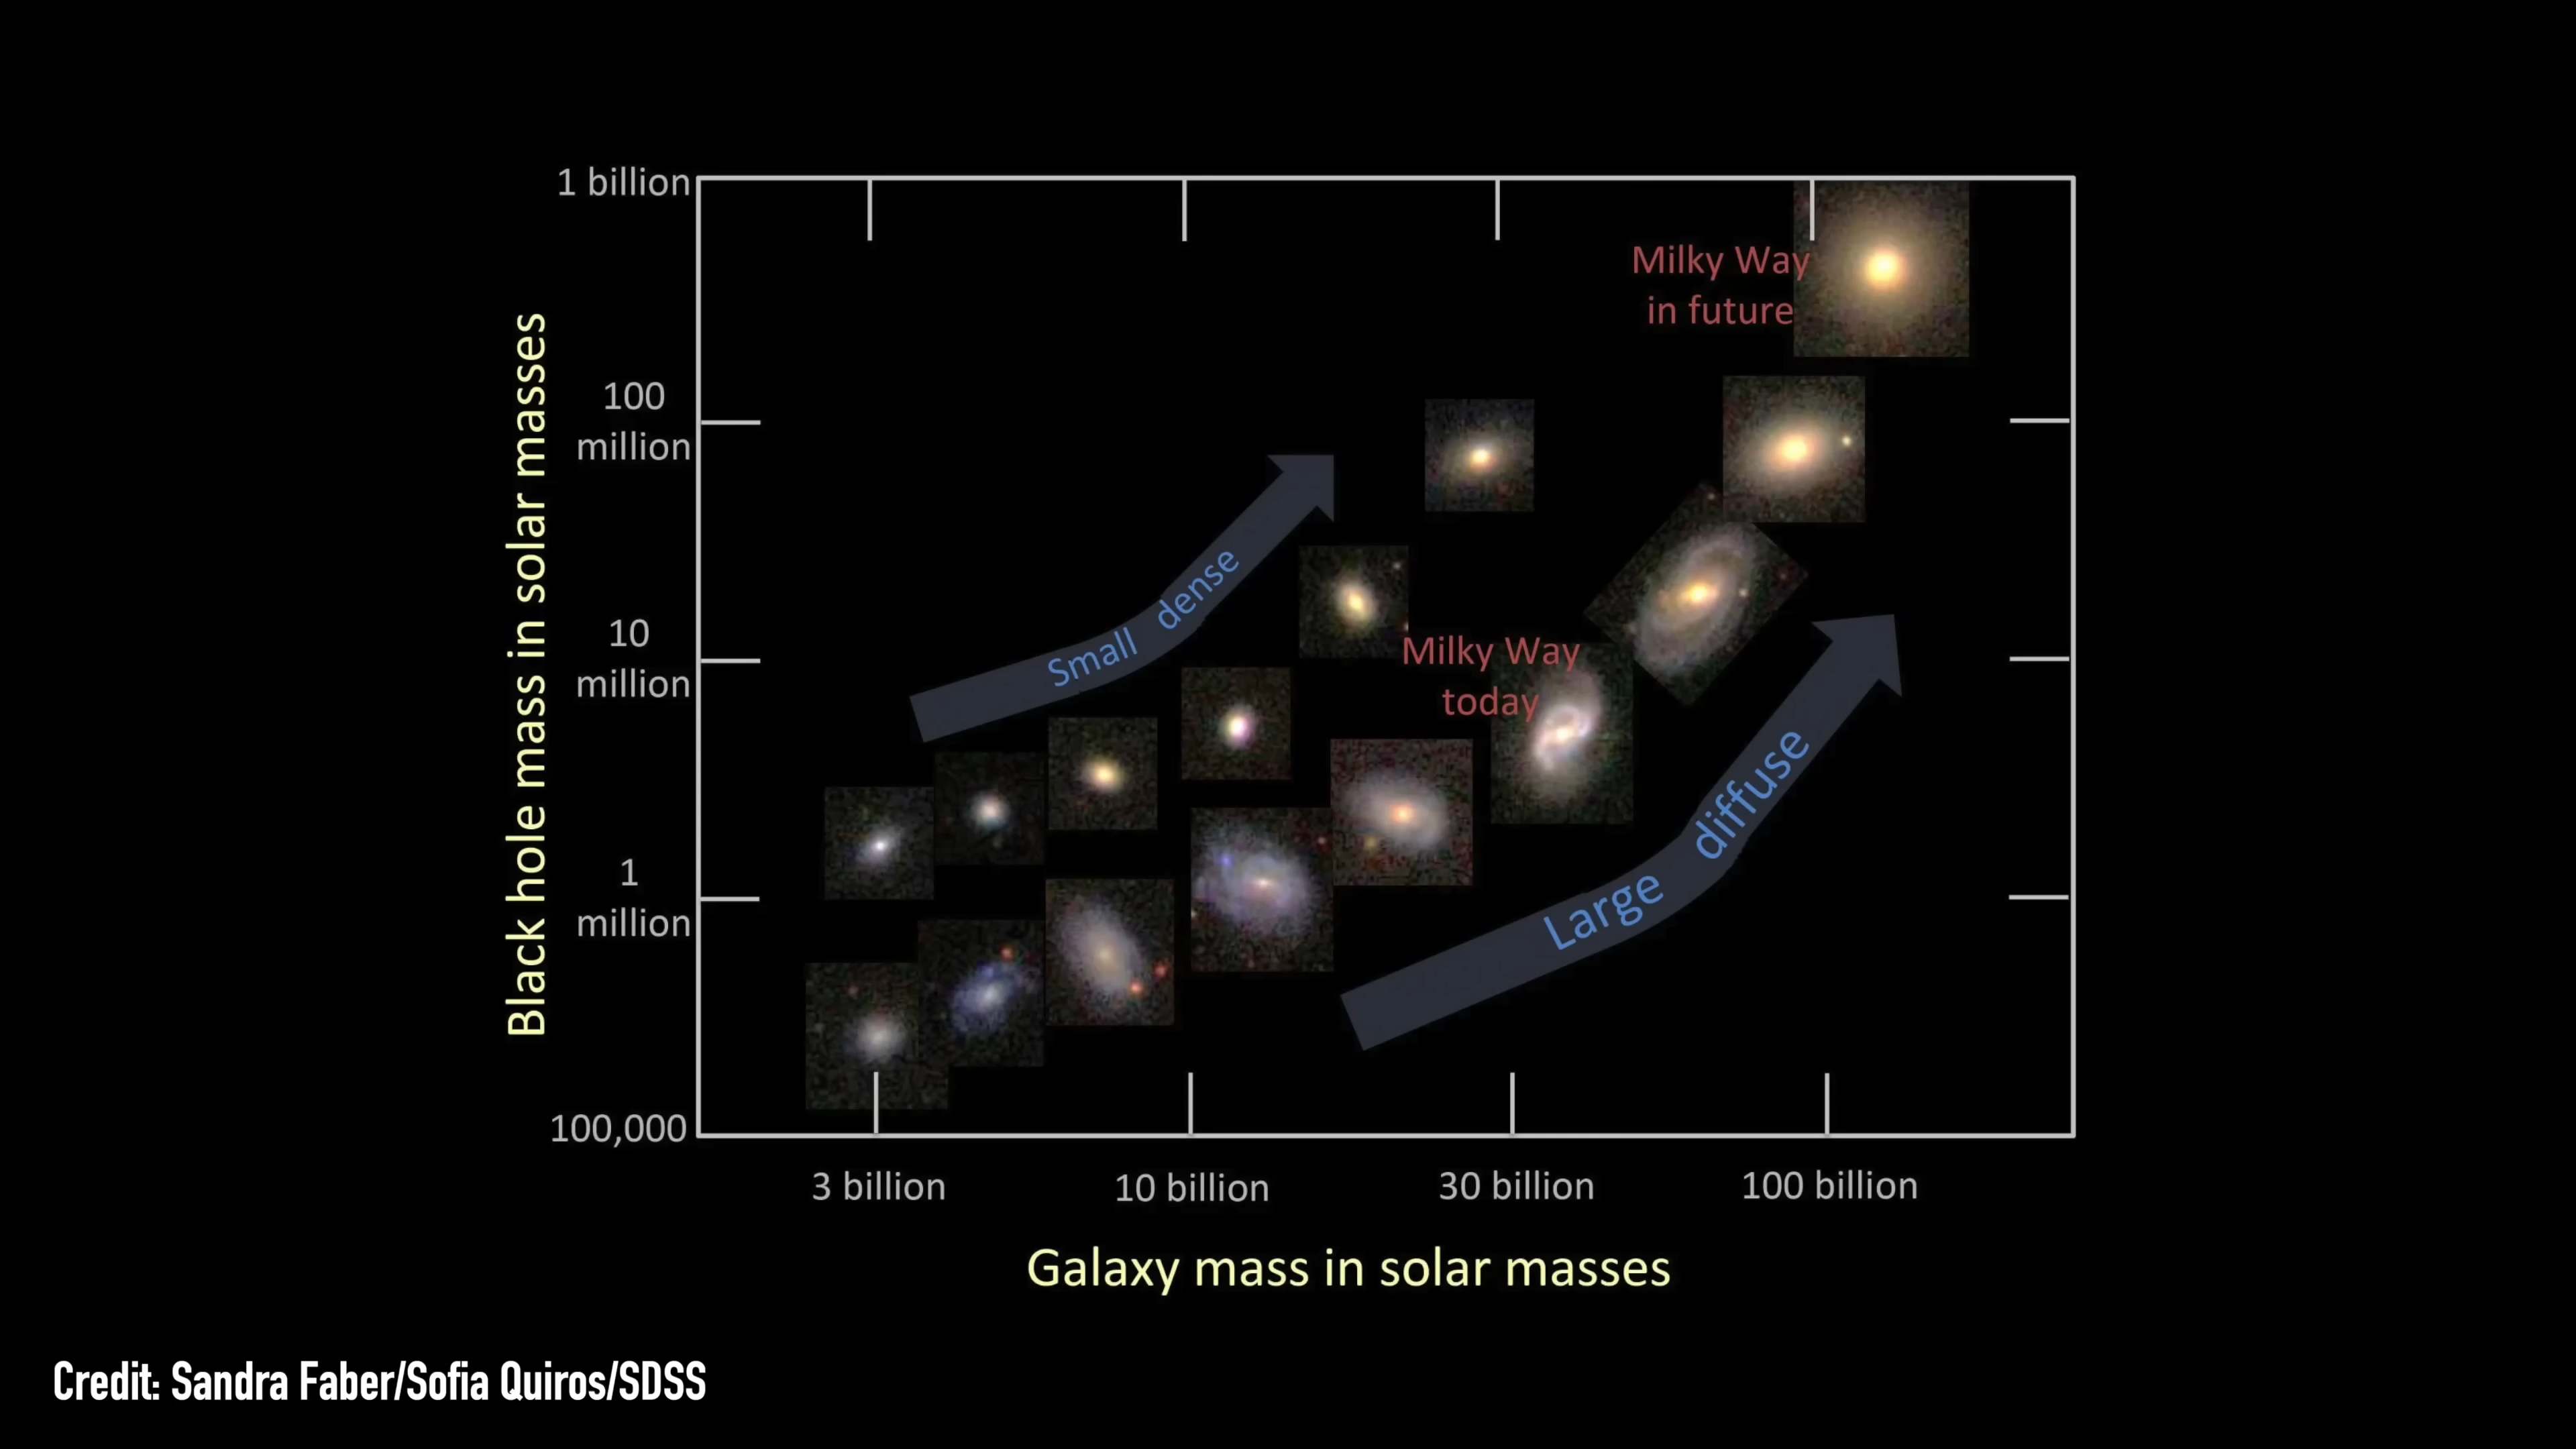 1 billion
100
million
10
million
1
million
100,000
Black hole mass in solar masses
Milky Way
in future
Small dense
Milky Way
today
Large diffuse
3 billion
10 billion
30 billion
100 billion
Galaxy mass in solar masses
Credit: Sandra Faber/Sofia Quiros/SDSS